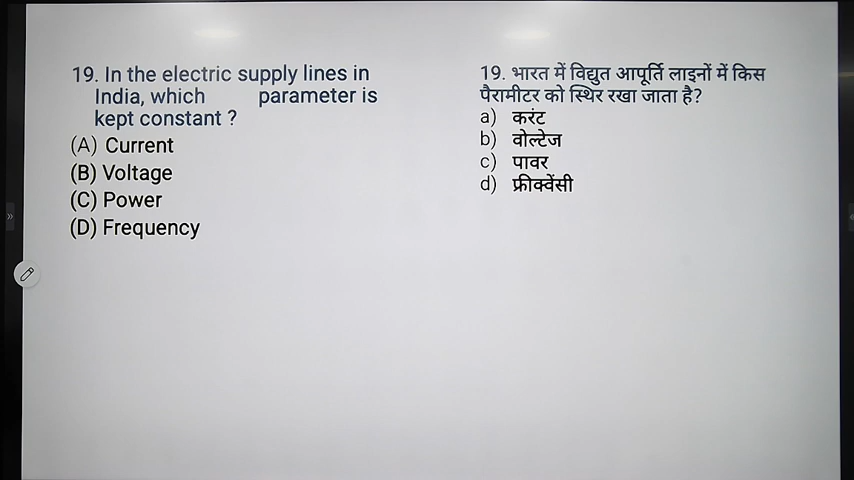 19. In the electric supply lines in
India, which parameter is
kept constant ?
(A) Current
(B) Voltage
(C) Power
(D) Frequency
19. भारत में विद्युत आपूर्ति लाइनों में किस
पैरामीटर को स्थिर रखा जाता है?
a) करंट
b) वोल्टेज
c) पावर
d) फ्रीक्वेंसी